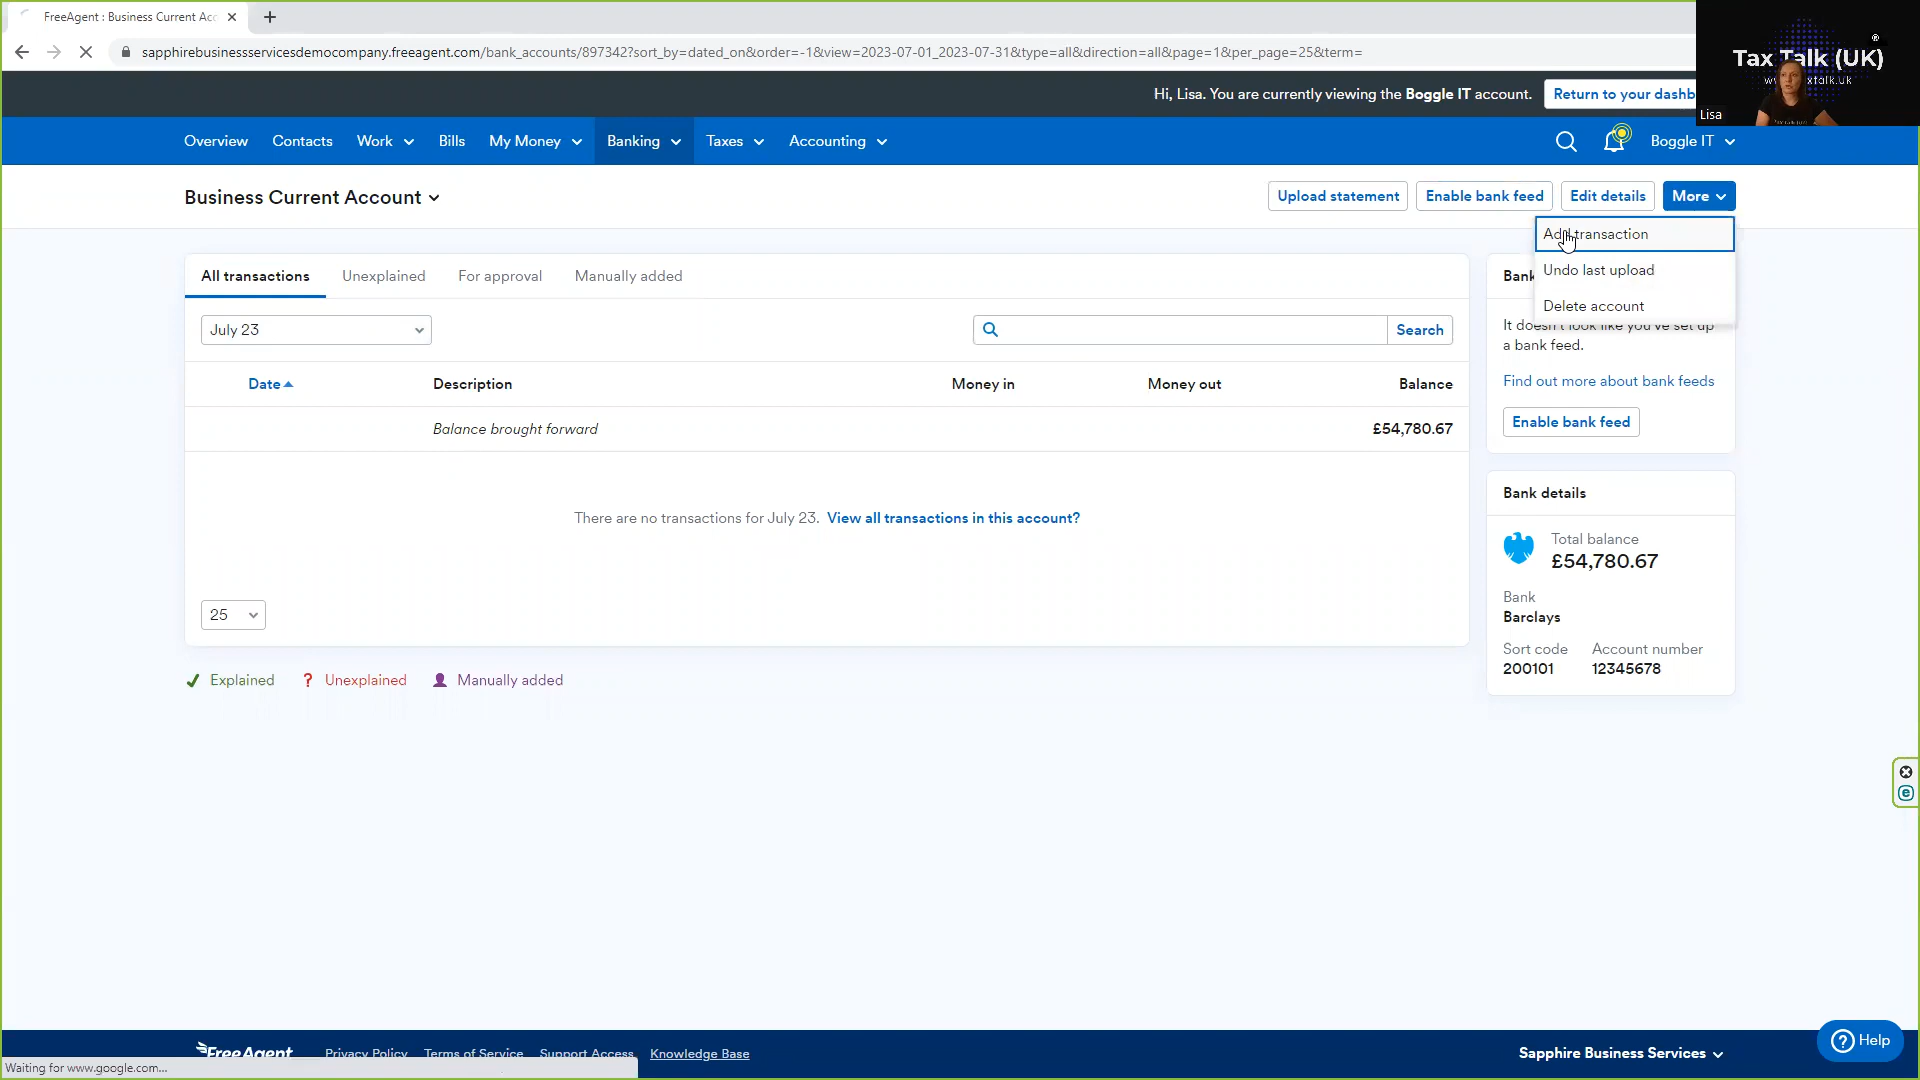 FreeAgent : Business Current Acc
sapphirebusinessservicesdemocompany.freeagent.com/bank_accounts/897342?sort_by=dated_on&order=-1&view=2023-07-01_2023-07-31&type=all&direction=all&page=1&per_page=25&term=
Tax Talk (UK)
Lisa
Hi, Lisa. You are currently viewing the Boggle IT account.
Return to your dashb
Overview Contacts Work Bills My Money Banking Taxes Accounting Boggle IT
Business Current Account
Upload statement Enable bank feed Edit details More
Add transaction
Undo last upload
Delete account
All transactions Unexplained For approval Manually added
July 23
Search
Date Description Money in Money out Balance
Balance brought forward £54,780.67
There are no transactions for July 23. View all transactions in this account?
25
Explained ? Unexplained Manually added
Bank
It doesn't look like you've set up
a bank feed.
Find out more about bank feeds
Enable bank feed
Bank details
Total balance
£54,780.67
Bank
Barclays
Sort code Account number
200101 12345678
Help
FreeAgent Privacy Policy Terms of Service Support Access Knowledge Base
Sapphire Business Services
Waiting for www.google.com...